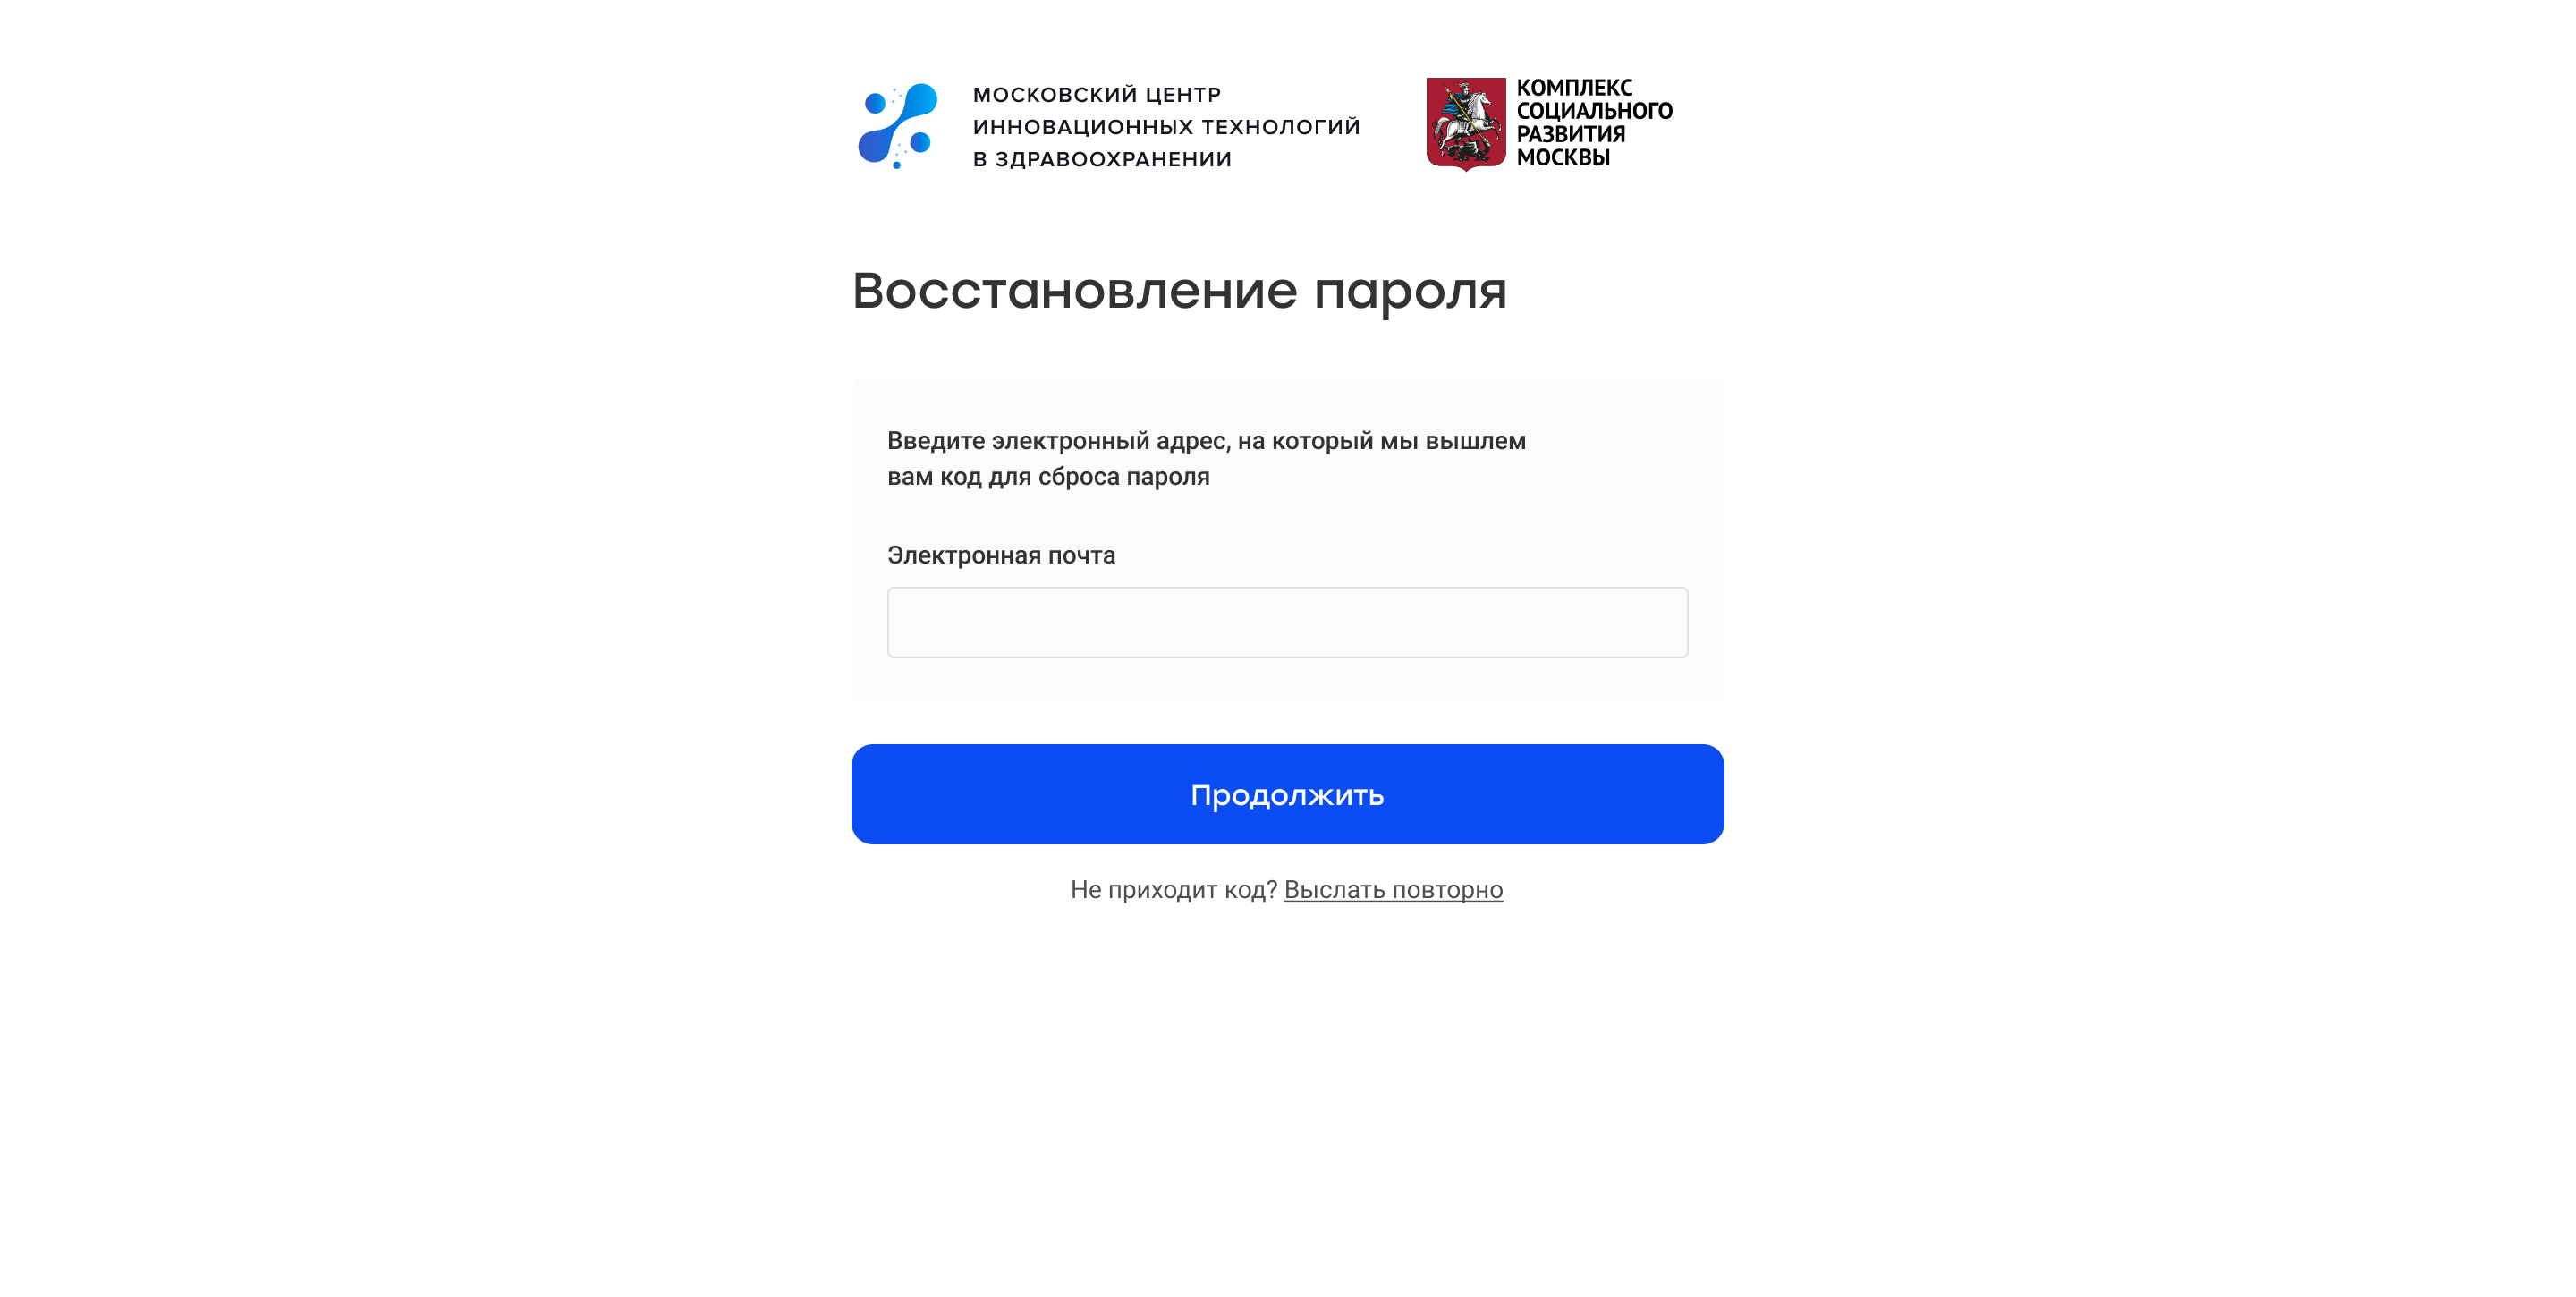 МОСКОВСКИЙ ЦЕНТР
ИННОВАЦИОННЫХ ТЕХНОЛОГИЙ
В ЗДРАВООХРАНЕНИИ
КОМПЛЕКС
СОЦИАЛЬНОГО
РАЗВИТИЯ
МОСКВЫ
Восстановление пароля
Введите электронный адрес, на который мы вышлем
вам код для сброса пароля
Электронная почта
Продолжить
Не приходит код? Выслать повторно